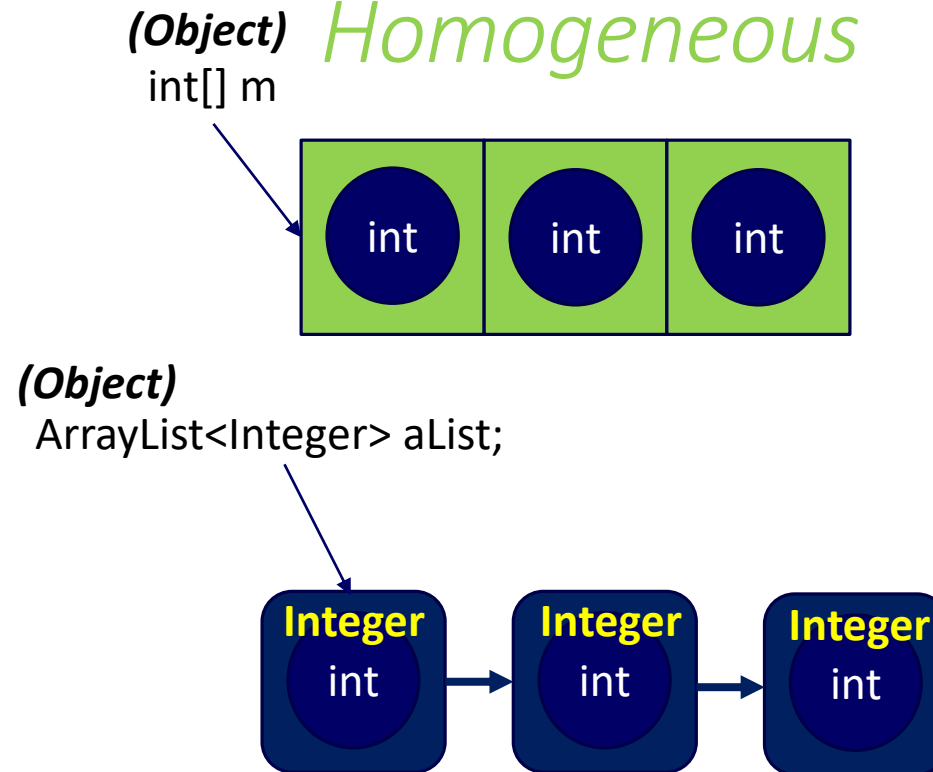 (Object) Homogeneous
int[] m
int int int
(Object)
ArrayList<Integer> aList;
Integer Integer Integer
int int int